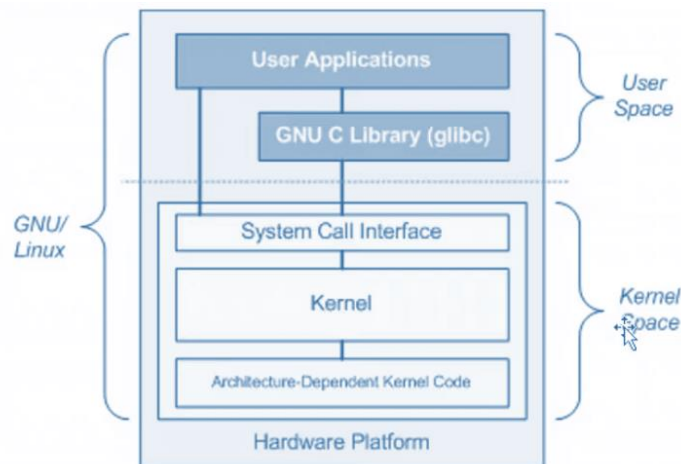 User Applications
User
Space
GNU C Library (glibc)
GNU/
Linux
System Call Interface
Kernel
Kernel
Space
Architecture-Dependent Kernel Code
Hardware Platform